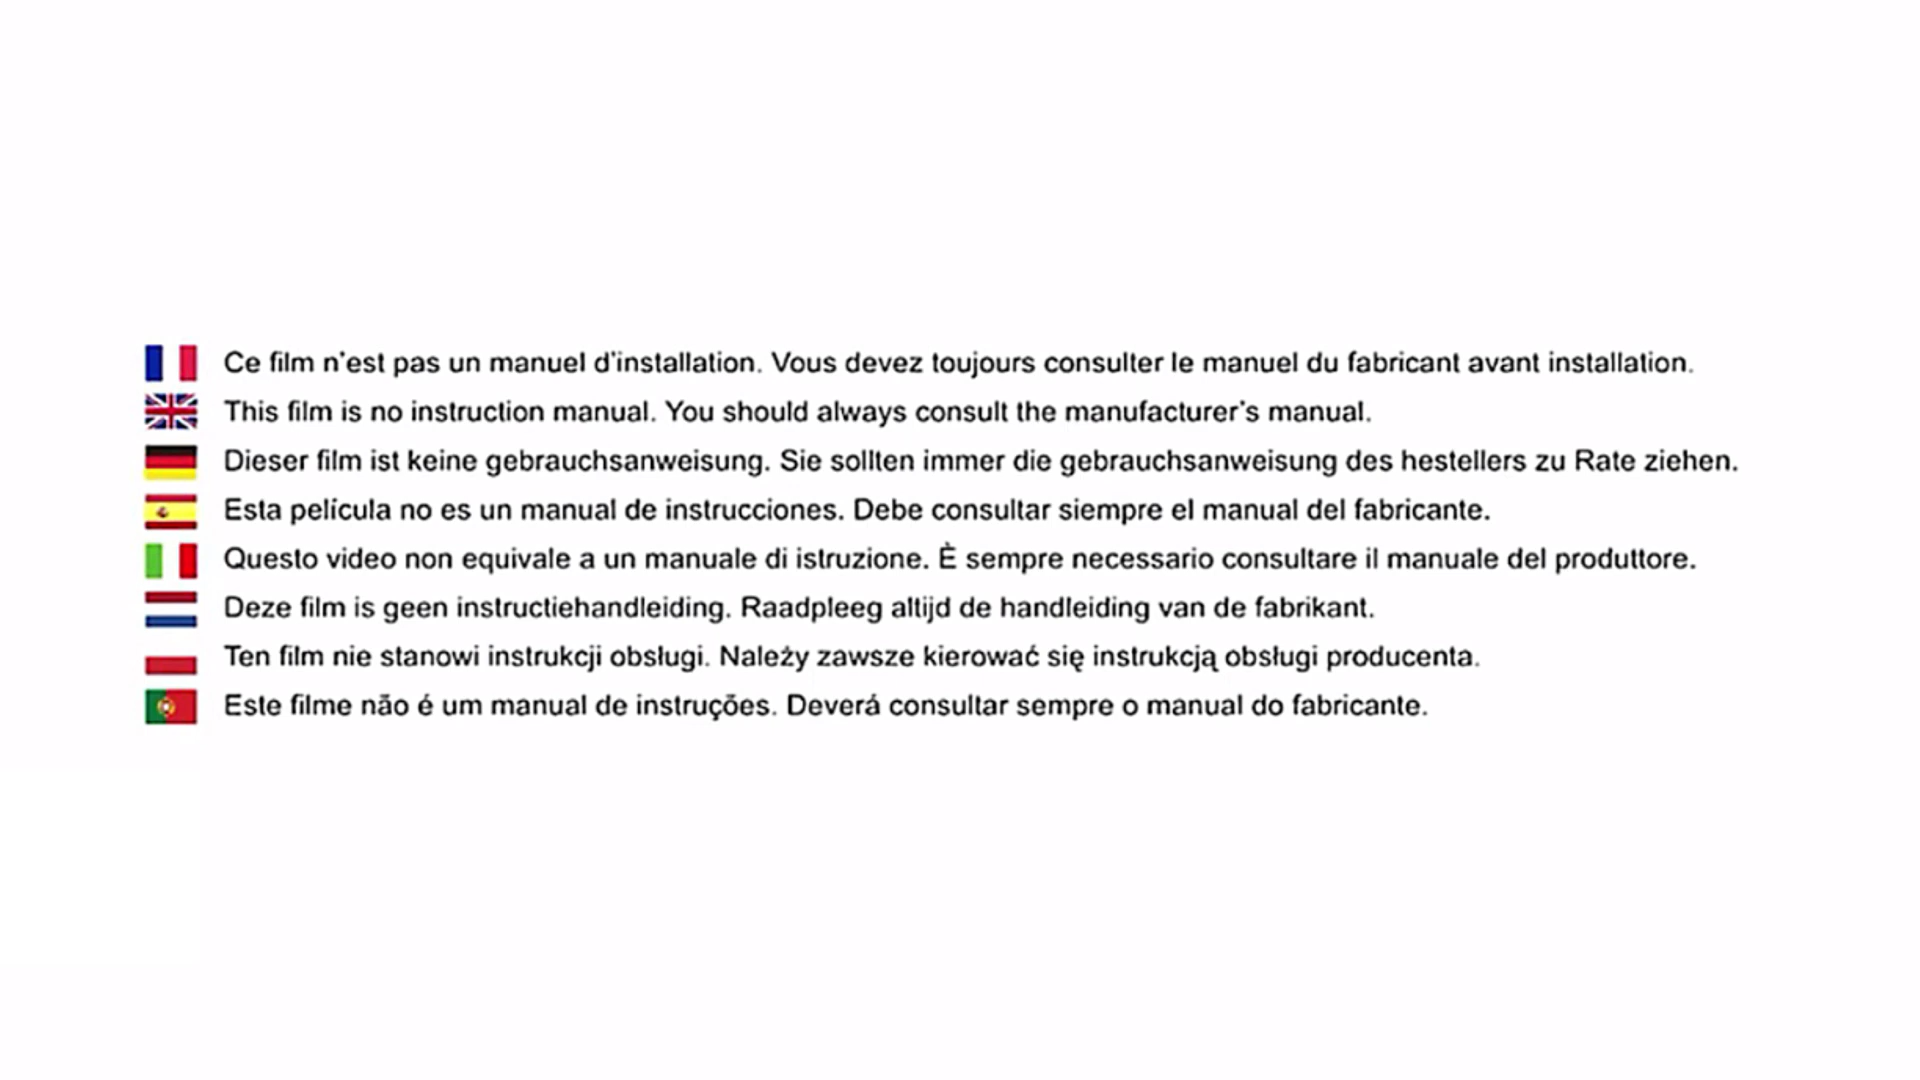 Ce film n'est pas un manuel d'installation. Vous devez toujours consulter le manuel du fabricant avant installation.
This film is no instruction manual. You should always consult the manufacturer's manual.
Dieser film ist keine gebrauchsanweisung. Sie sollten immer die gebrauchsanweisung des hestellers zu Rate ziehen.
Esta película no es un manual de instrucciones. Debe consultar siempre el manual del fabricante.
Questo video non equivale a un manuale di istruzione. È sempre necessario consultare il manuale del produttore.
Deze film is geen instructiehandleiding. Raadpleeg altijd de handleiding van de fabrikant.
Ten film nie stanowi instrukcji obsługi. Należy zawsze kierować się instrukcją obsługi producenta.
Este filme não é um manual de instruções. Deverá consultar sempre o manual do fabricante.